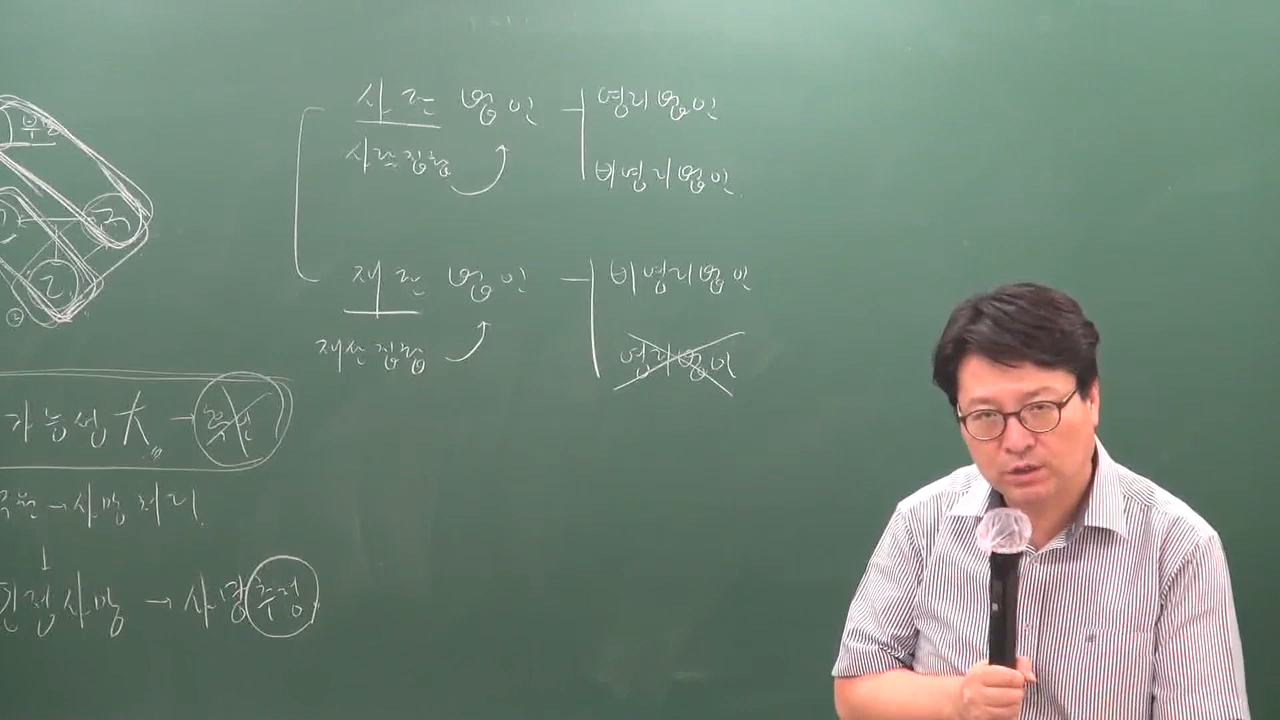 사단법인
영리법인
사람집합
비영리법인
재단법인
비영리법인
재산집합
영리법인
가능성 大 →
→ 사망처리
↓
인정사망 → 사망추정